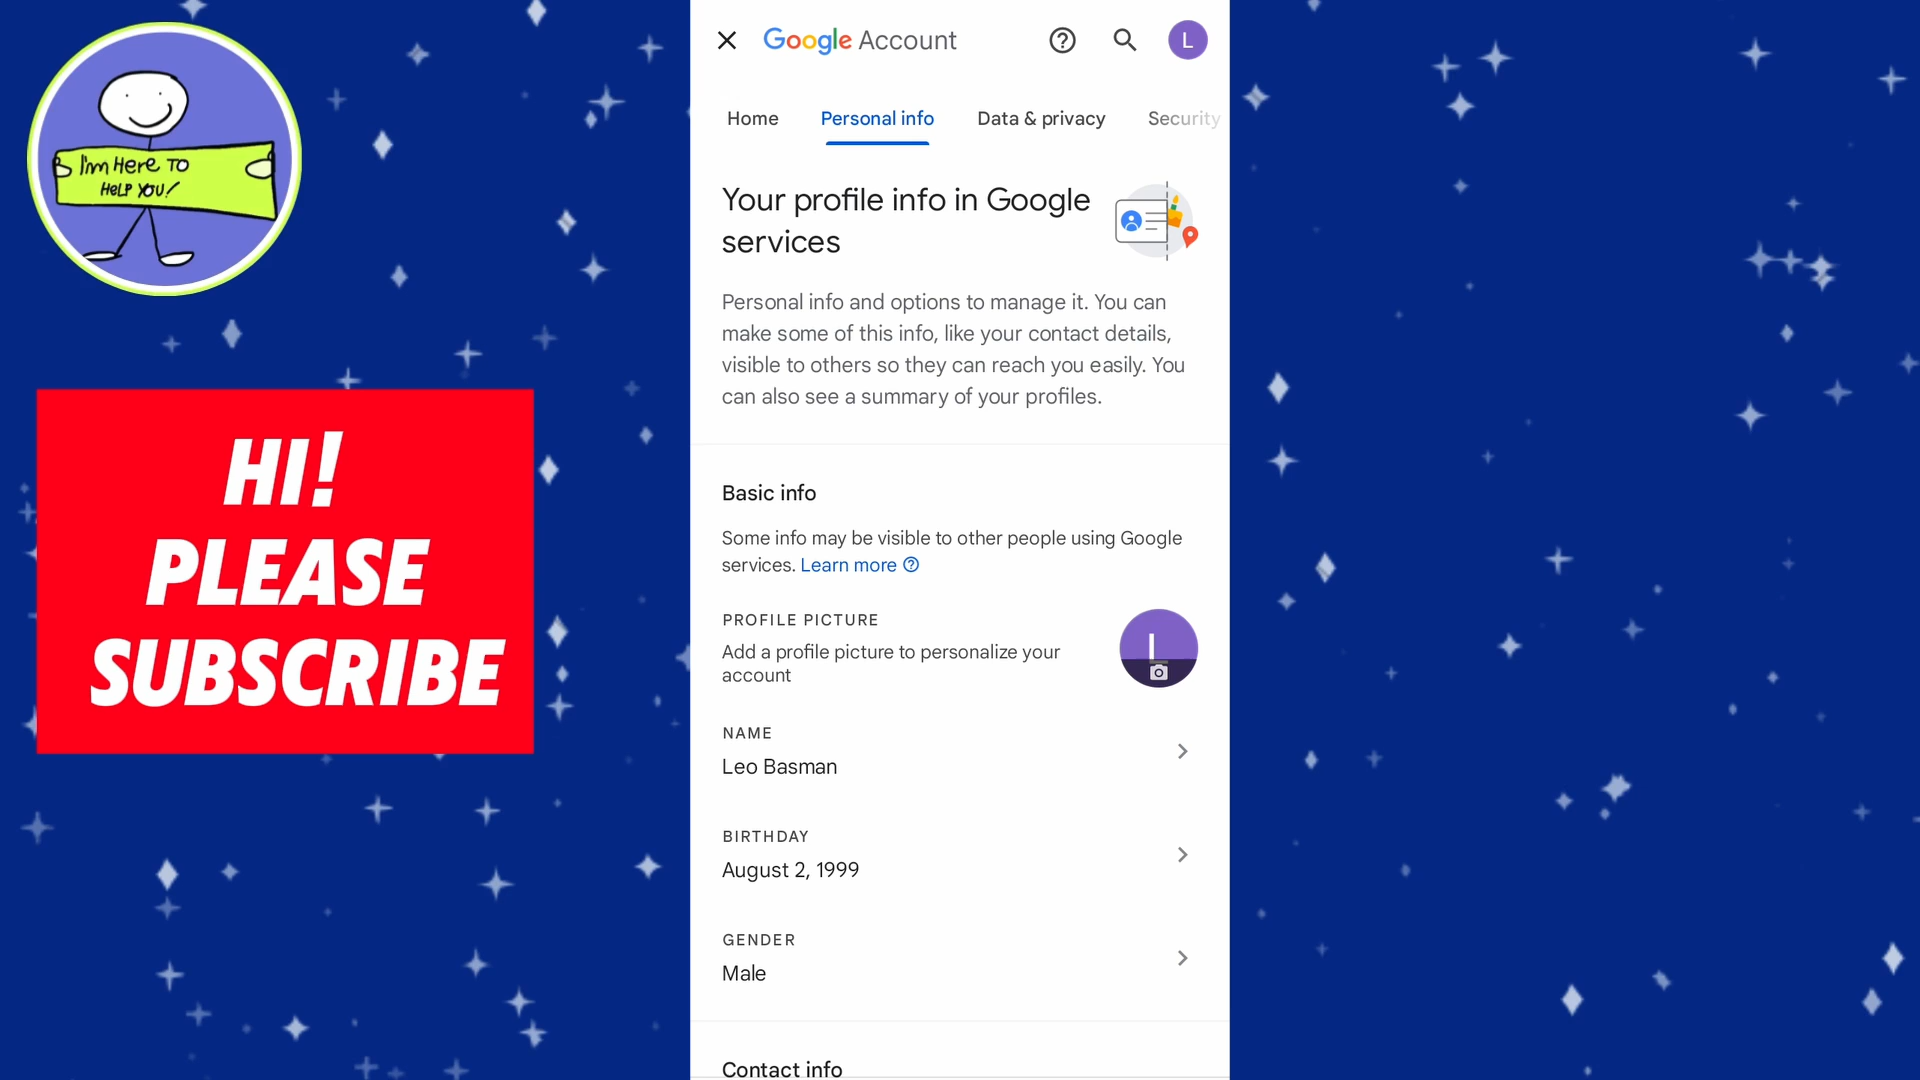 I'm Here To
HELP YOU!
HI!
PLEASE
SUBSCRIBE
Google Account
L
Home
Personal info
Data & privacy
Security
Your profile info in Google
services
Personal info and options to manage it. You can
make some of this info, like your contact details,
visible to others so they can reach you easily. You
can also see a summary of your profiles.
Basic info
Some info may be visible to other people using Google
services. Learn more
PROFILE PICTURE
Add a profile picture to personalize your
account
L
NAME
Leo Basman
BIRTHDAY
August 2, 1999
GENDER
Male
Contact info